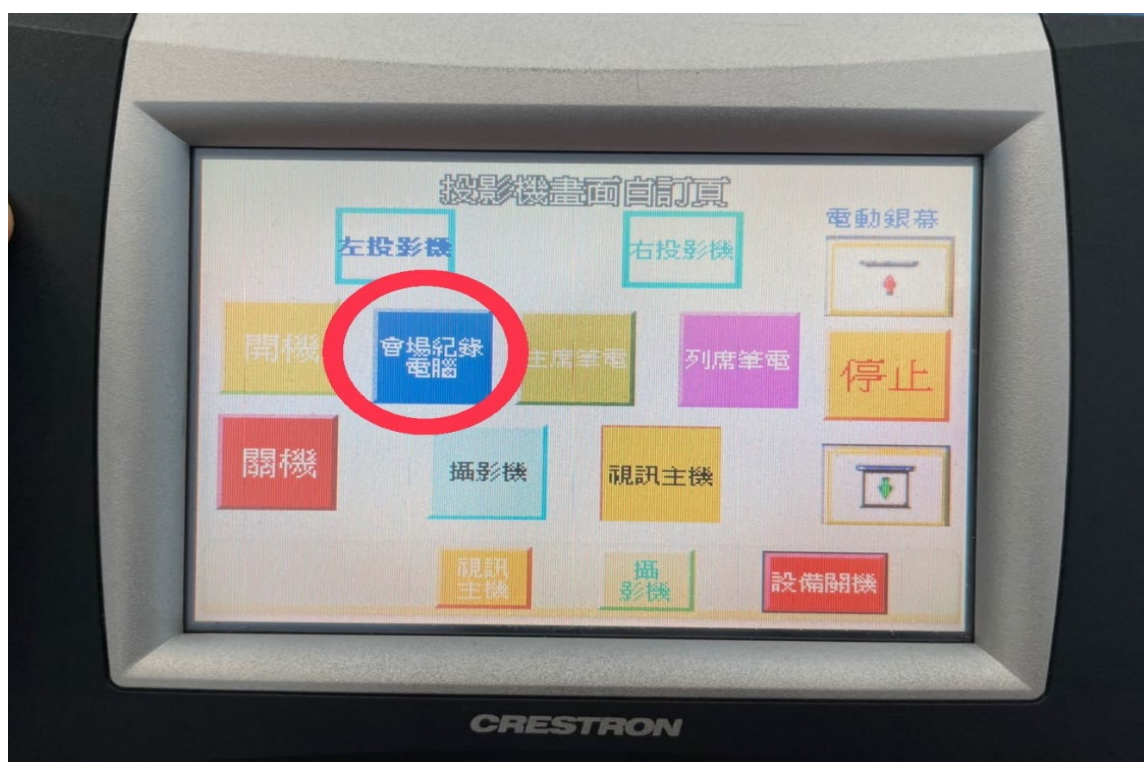 投影機畫面自訂頁
左投影機
右投影機
電動銀幕
開機
會場紀錄
電腦
主席筆電
列席筆電
停止
關機
攝影機
視訊主機
視訊
主機
攝
影機
設備關機
CRESTRON